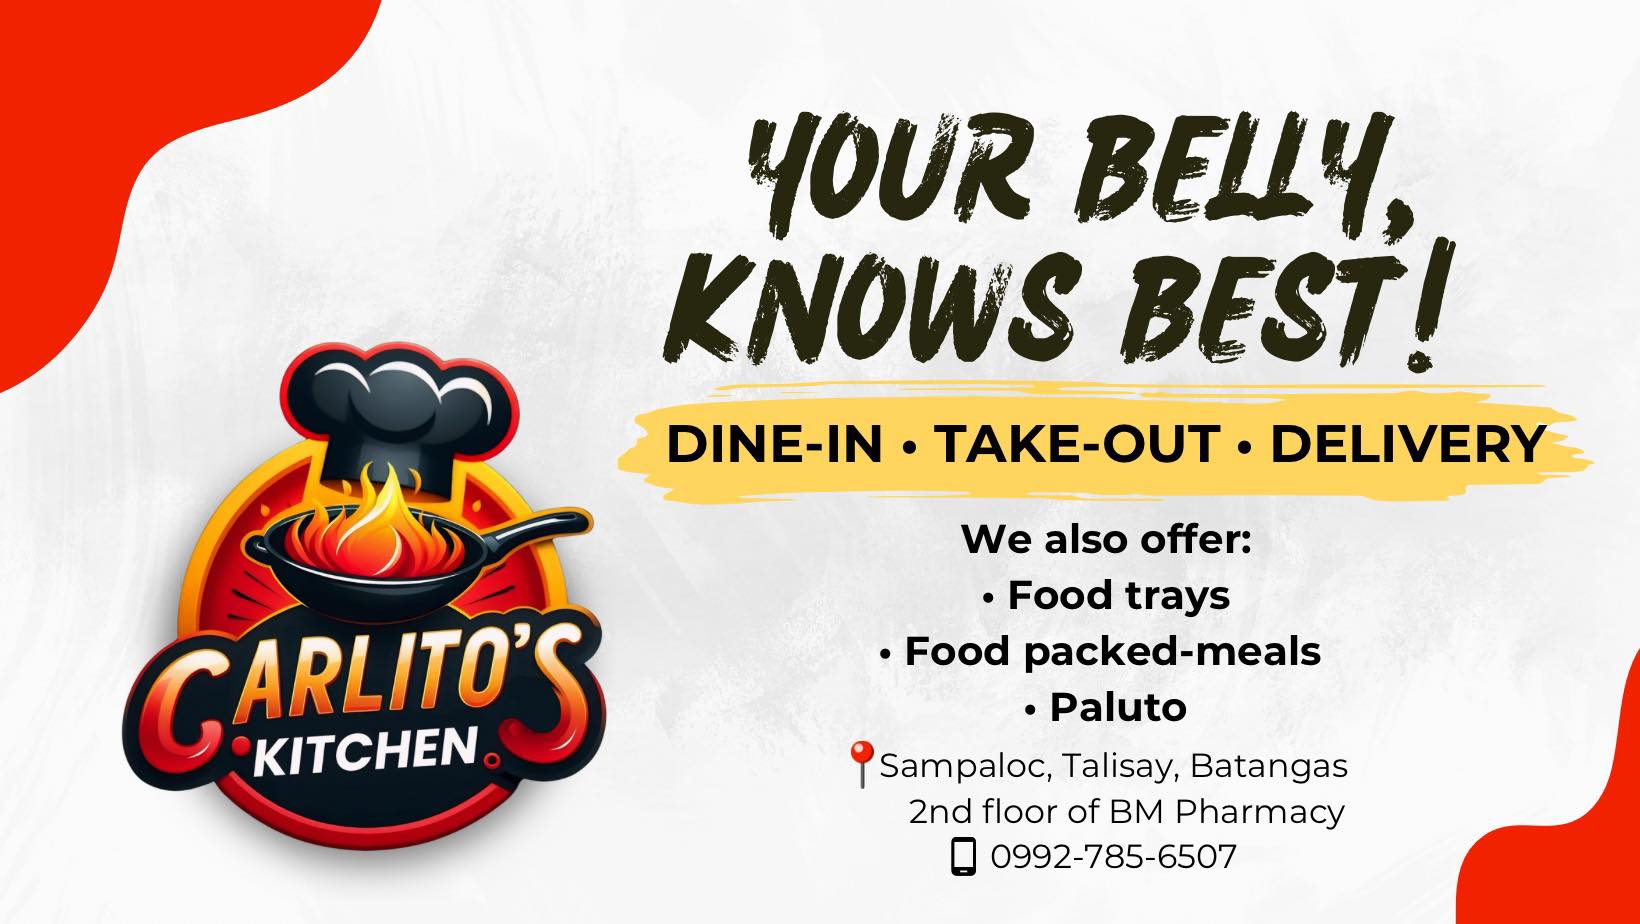 YOUR BELLY,
KNOWS BEST!
DINE-IN • TAKE-OUT • DELIVERY
We also offer:
• Food trays
• Food packed-meals
• Paluto
Sampaloc, Talisay, Batangas
2nd floor of BM Pharmacy
0992-785-6507
CARLITO'S
KITCHEN